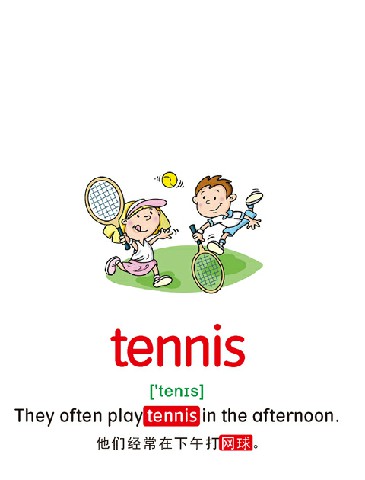 tennis
['tenɪs]
They often play tennis in the afternoon.
他们经常在下午打网球。